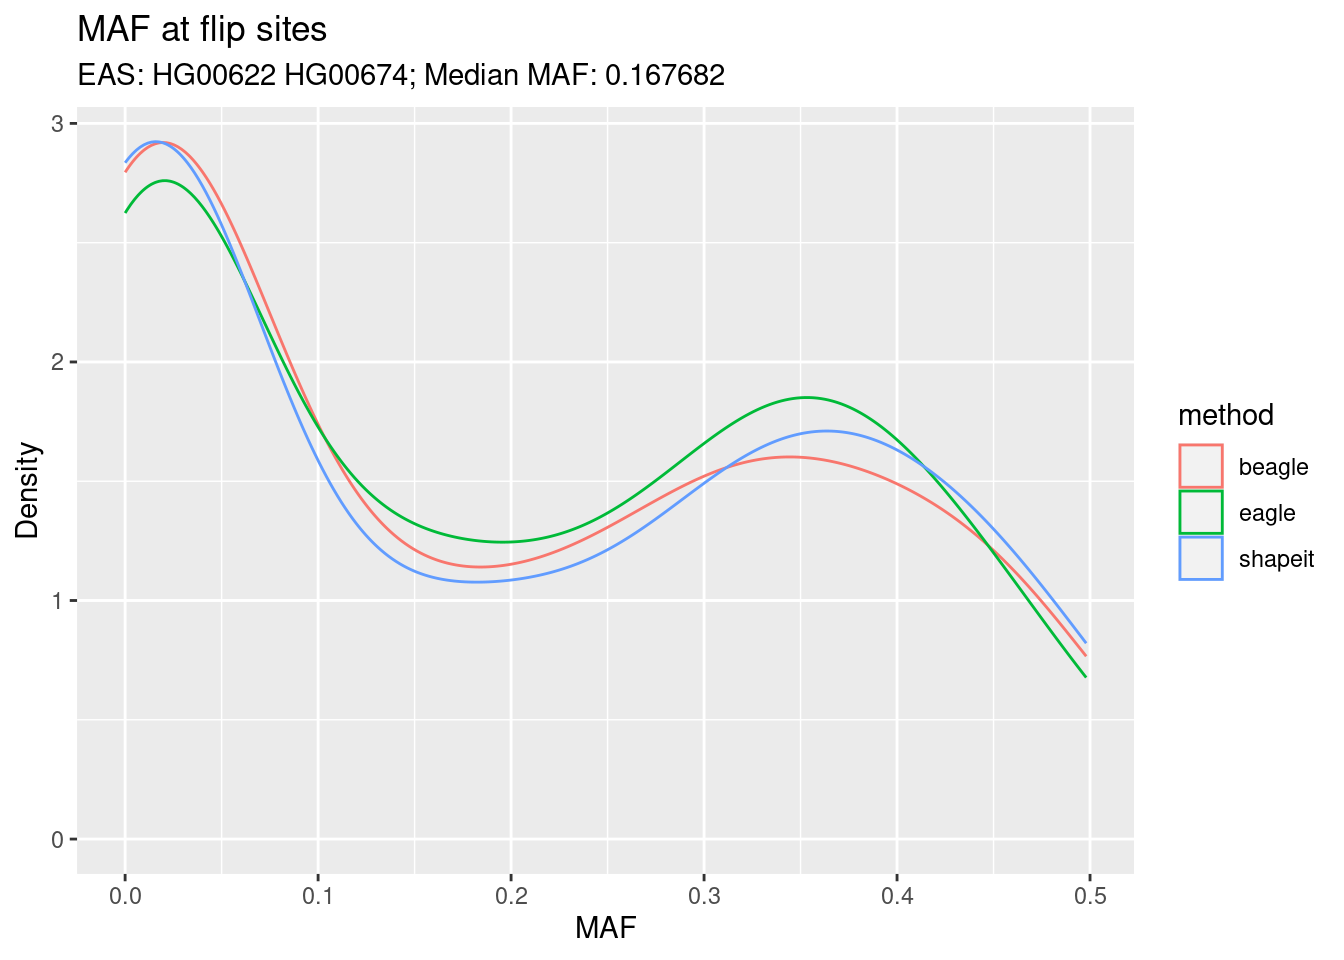 MAF at flip sites
EAS: HG00622 HG00674; Median MAF: 0.167682
3
2
1
0
Density
0.0 0.1 0.2 0.3 0.4 0.5
MAF
method
beagle
eagle
shapeit